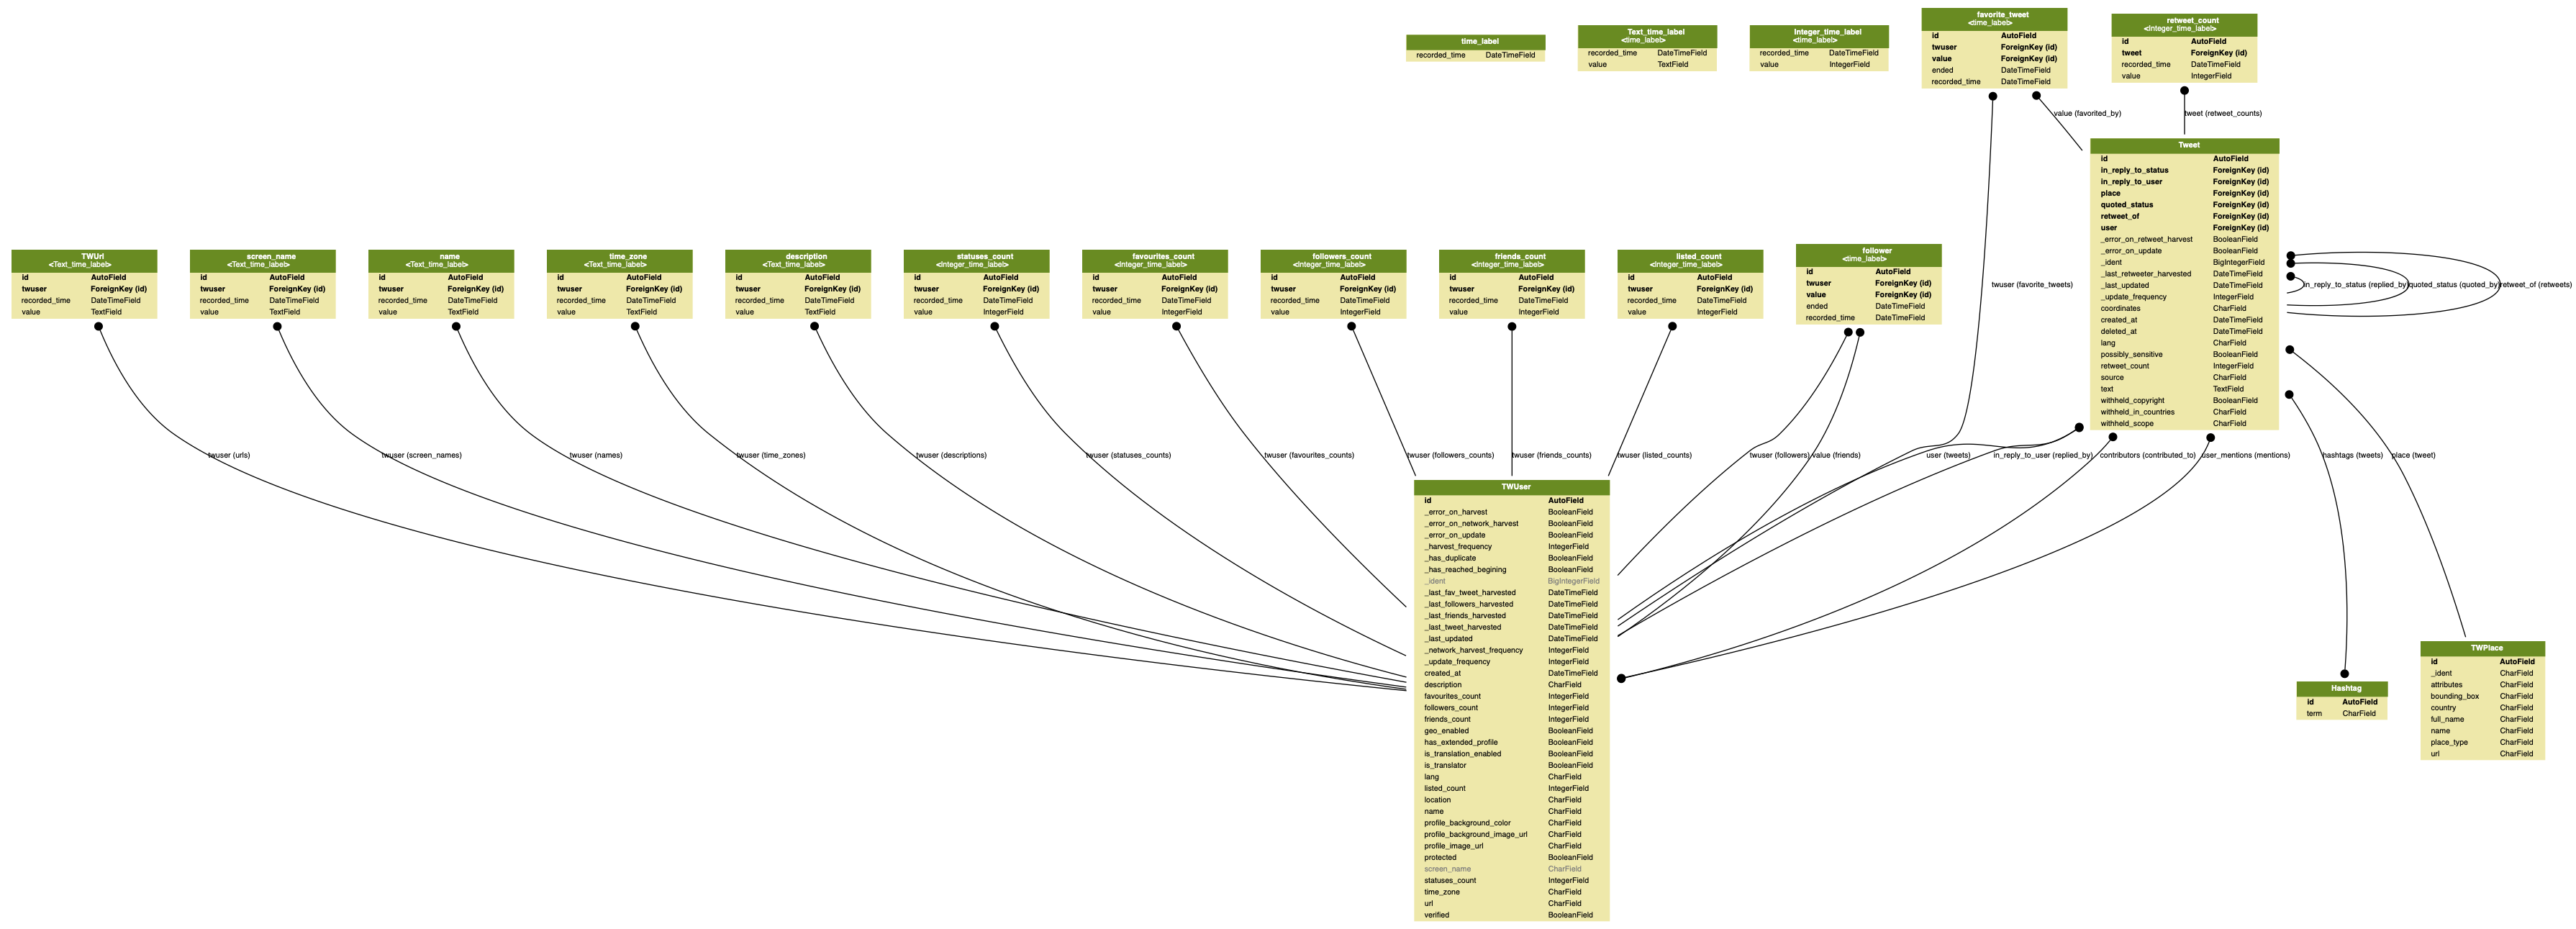 time_label
recorded_time DateTimeField
Text_time_label
<time_label>
recorded_time DateTimeField
value TextField
Integer_time_label
<time_label>
recorded_time DateTimeField
value IntegerField
favorite_tweet
<time_label>
id AutoField
twuser ForeignKey (id)
value ForeignKey (id)
ended DateTimeField
recorded_time DateTimeField
retweet_count
<Integer_time_label>
id AutoField
tweet ForeignKey (id)
recorded_time DateTimeField
value IntegerField
value (favorited_by)
tweet (retweet_counts)
Tweet
id AutoField
in_reply_to_status ForeignKey (id)
in_reply_to_user ForeignKey (id)
place ForeignKey (id)
quoted_status ForeignKey (id)
retweet_of ForeignKey (id)
user ForeignKey (id)
_error_on_retweet_harvest BooleanField
_error_on_update BooleanField
_ident BigIntegerField
_last_retweeter_harvested DateTimeField
_last_updated DateTimeField
_update_frequency IntegerField
coordinates CharField
created_at DateTimeField
deleted_at DateTimeField
lang CharField
possibly_sensitive BooleanField
retweet_count IntegerField
source CharField
text TextField
withheld_copyright BooleanField
withheld_in_countries CharField
withheld_scope CharField
in_reply_to_status (replied_by)
quoted_status (quoted_by)
retweet_of (retweets)
TWUrl
<Text_time_label>
id AutoField
twuser ForeignKey (id)
recorded_time DateTimeField
value TextField
screen_name
<Text_time_label>
id AutoField
twuser ForeignKey (id)
recorded_time DateTimeField
value TextField
name
<Text_time_label>
id AutoField
twuser ForeignKey (id)
recorded_time DateTimeField
value TextField
time_zone
<Text_time_label>
id AutoField
twuser ForeignKey (id)
recorded_time DateTimeField
value TextField
description
<Text_time_label>
id AutoField
twuser ForeignKey (id)
recorded_time DateTimeField
value TextField
statuses_count
<Integer_time_label>
id AutoField
twuser ForeignKey (id)
recorded_time DateTimeField
value IntegerField
favourites_count
<Integer_time_label>
id AutoField
twuser ForeignKey (id)
recorded_time DateTimeField
value IntegerField
followers_count
<Integer_time_label>
id AutoField
twuser ForeignKey (id)
recorded_time DateTimeField
value IntegerField
friends_count
<Integer_time_label>
id AutoField
twuser ForeignKey (id)
recorded_time DateTimeField
value IntegerField
listed_count
<Integer_time_label>
id AutoField
twuser ForeignKey (id)
recorded_time DateTimeField
value IntegerField
follower
<time_label>
id AutoField
twuser ForeignKey (id)
value ForeignKey (id)
ended DateTimeField
recorded_time DateTimeField
twuser (favorite_tweets)
twuser (urls)
twuser (screen_names)
twuser (names)
twuser (time_zones)
twuser (descriptions)
twuser (statuses_counts)
twuser (favourites_counts)
twuser (followers_counts)
twuser (friends_counts)
twuser (listed_counts)
twuser (followers)
value (friends)
user (tweets)
in_reply_to_user (replied_by)
contributors (contributed_to)
user_mentions (mentions)
hashtags (tweets)
place (tweet)
TWUser
id AutoField
_error_on_harvest BooleanField
_error_on_network_harvest BooleanField
_error_on_update BooleanField
_harvest_frequency IntegerField
_has_duplicate BooleanField
_has_reached_begining BooleanField
_ident BigIntegerField
_last_fav_tweet_harvested DateTimeField
_last_followers_harvested DateTimeField
_last_friends_harvested DateTimeField
_last_tweet_harvested DateTimeField
_last_updated DateTimeField
_network_harvest_frequency IntegerField
_update_frequency IntegerField
created_at DateTimeField
description CharField
favourites_count IntegerField
followers_count IntegerField
friends_count IntegerField
geo_enabled BooleanField
has_extended_profile BooleanField
is_translation_enabled BooleanField
is_translator BooleanField
lang CharField
listed_count IntegerField
location CharField
name CharField
profile_background_color CharField
profile_background_image_url CharField
profile_image_url CharField
protected BooleanField
screen_name CharField
statuses_count IntegerField
time_zone CharField
url CharField
verified BooleanField
Hashtag
id AutoField
term CharField
TWPlace
id AutoField
_ident CharField
attributes CharField
bounding_box CharField
country CharField
full_name CharField
name CharField
place_type CharField
url CharField